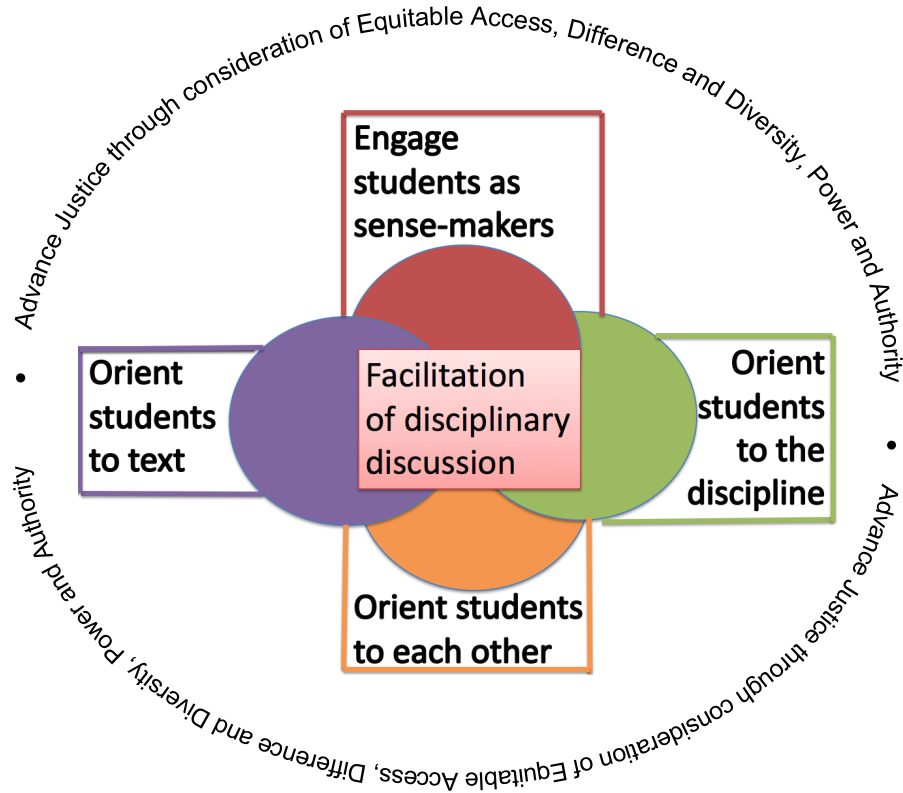 Advance Justice through consideration of Equitable Access, Difference and Diversity, Power and Authority
Engage
students as
sense-makers
Orient
students
to text
Facilitation
of disciplinary
discussion
Orient
students
to the
discipline
Orient students
to each other
• Advance Justice through consideration of Equitable Access, Difference and Diversity, Power and Authority •